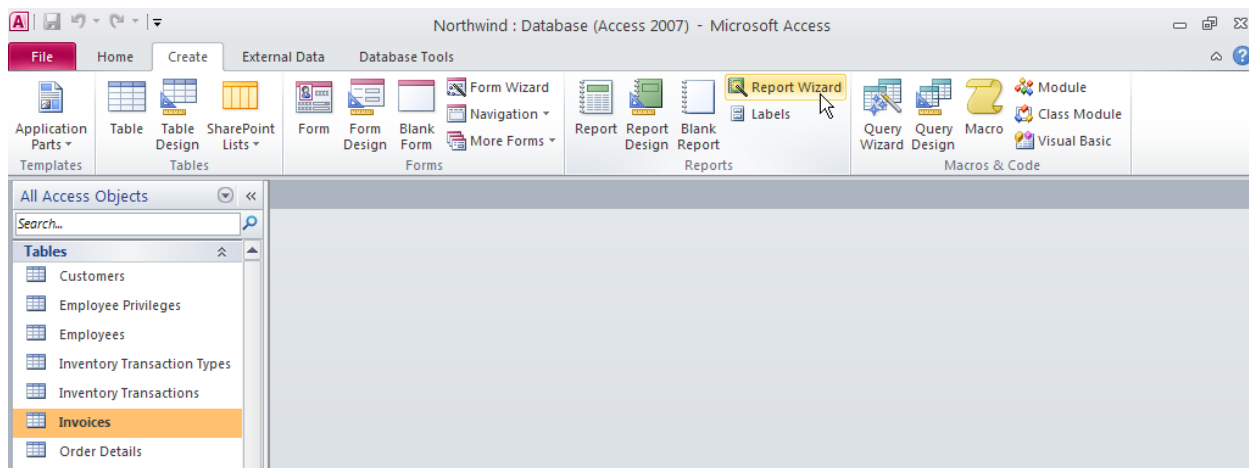 A
Northwind : Database (Access 2007) - Microsoft Access
File Home Create External Data Database Tools
Application Parts
Table
Table Design
SharePoint Lists
Form
Form Design
Blank Form
Form Wizard
Navigation
More Forms
Report
Report Design
Blank Report
Report Wizard
Labels
Query Wizard
Query Design
Macro
Module
Class Module
Visual Basic
Templates Tables Forms Reports Macros & Code
All Access Objects
Search...
Tables
Customers
Employee Privileges
Employees
Inventory Transaction Types
Inventory Transactions
Invoices
Order Details